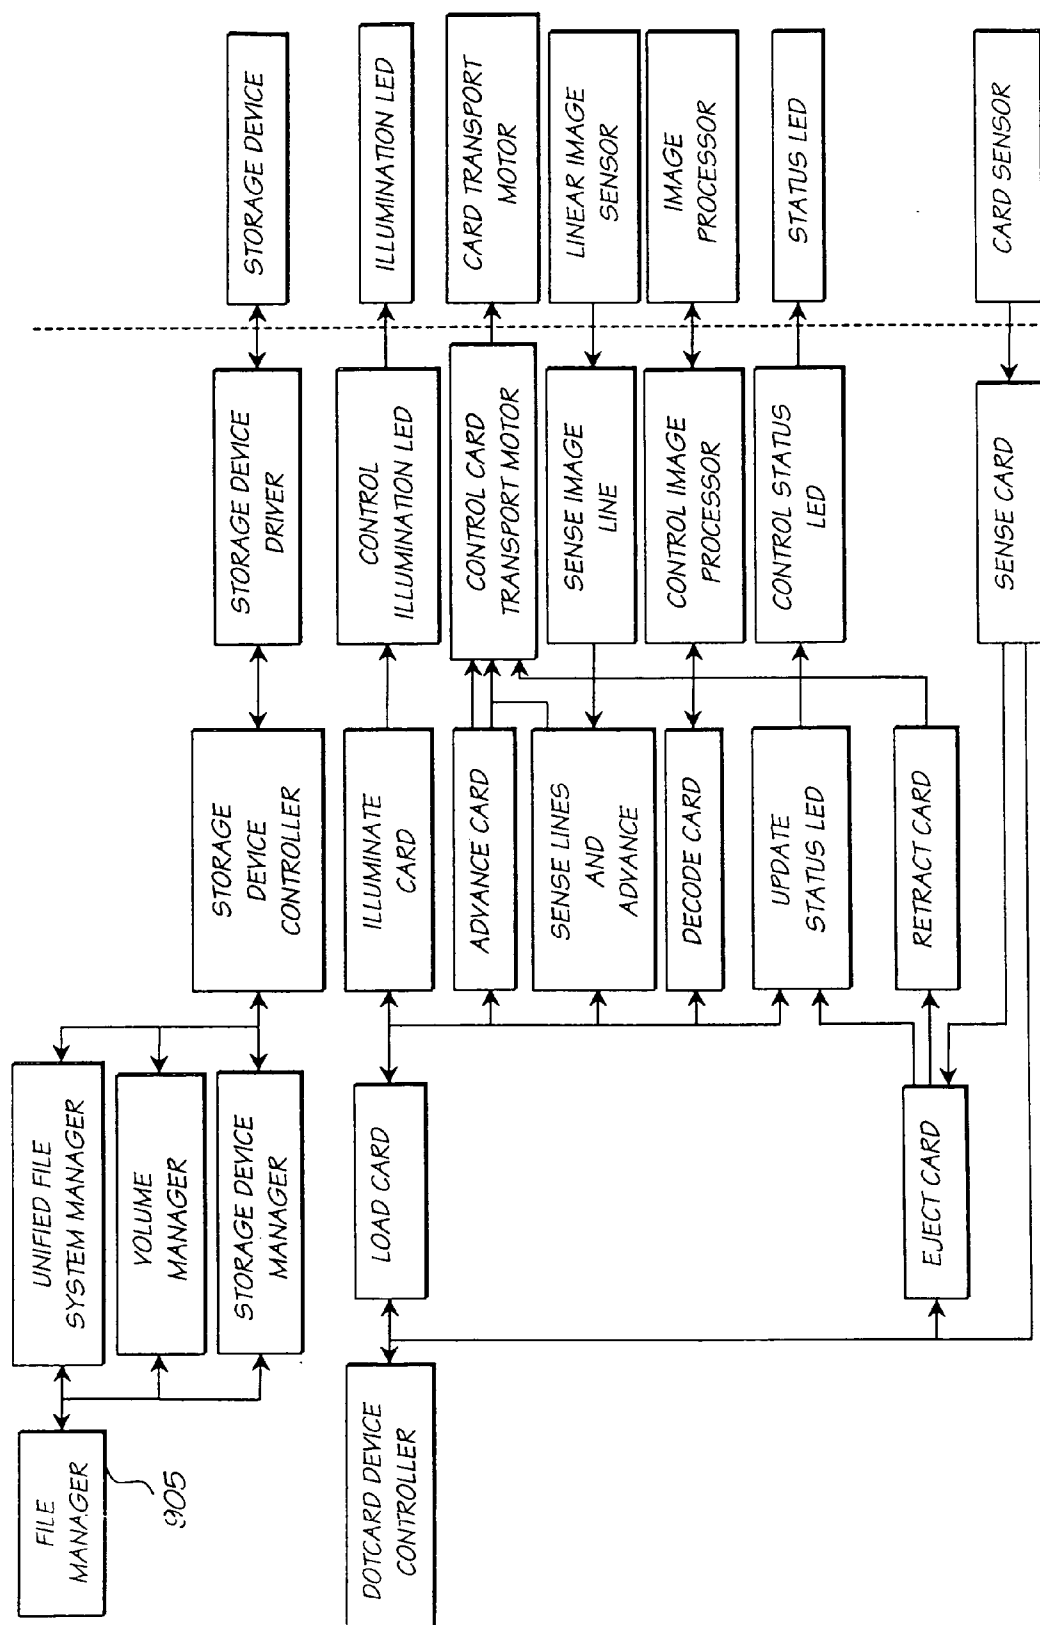 FILE
MANAGER
905
UNIFIED FILE
SYSTEM MANAGER
VOLUME
MANAGER
STORAGE DEVICE
MANAGER
STORAGE
DEVICE
CONTROLLER
STORAGE DEVICE
DRIVER
STORAGE DEVICE
DOTCARD DEVICE
CONTROLLER
LOAD CARD
ILLUMINATE
CARD
CONTROL
ILLUMINATION LED
ILLUMINATION LED
ADVANCE CARD
CONTROL CARD
TRANSPORT MOTOR
CARD TRANSPORT
MOTOR
SENSE LINES
AND
ADVANCE
SENSE IMAGE
LINE
LINEAR IMAGE
SENSOR
DECODE CARD
CONTROL IMAGE
PROCESSOR
IMAGE
PROCESSOR
UPDATE
STATUS LED
CONTROL STATUS
LED
STATUS LED
EJECT CARD
RETRACT CARD
SENSE CARD
CARD SENSOR